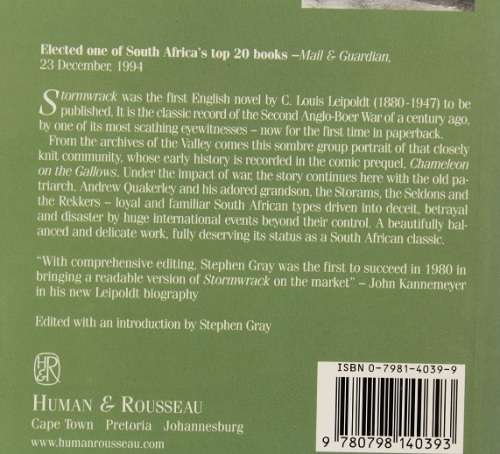 Elected one of South Africa's top 20 books –Mail & Guardian,
23 December, 1994
Stormwrack was the first English novel by C. Louis Leipoldt (1880-1947) to be
published. It is the classic record of the Second Anglo-Boer War of a century ago,
by one of its most scathing eyewitnesses – now for the first time in paperback.
From the archives of the Valley comes this sombre group portrait of that closely
knit community, whose early history is recorded in the comic prequel, Chameleon
on the Gallows. Under the impact of war, the story continues here with the old pa-
triarch, Andrew Quakerley and his adored grandson, the Storams, the Seldons and
the Rekkers – loyal and familiar South African types driven into deceit, betrayal
and disaster by huge international events beyond their control. A beautifully bal-
anced and delicate work, fully deserving its status as a South African classic.
"With comprehensive editing, Stephen Gray was the first to succeed in 1980 in
bringing a readable version of Stormwrack on the market" – John Kannemeyer
in his new Leipoldt biography
Edited with an introduction by Stephen Gray
H
R&R
HUMAN & ROUSSEAU
Cape Town Pretoria Johannesburg
www.humanrousseau.com
ISBN 0-7981-4039-9
9 780798 140393